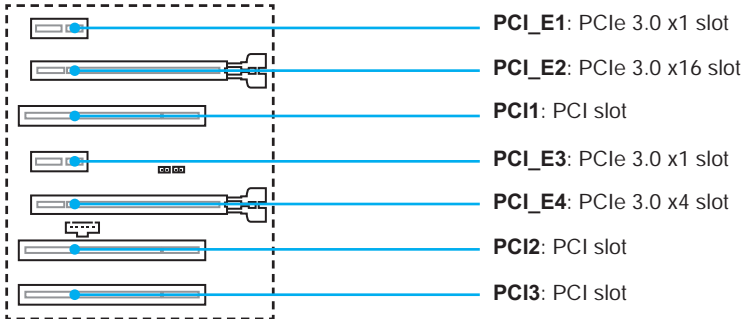 PCI_E1: PCIe 3.0 x1 slot
PCI_E2: PCIe 3.0 x16 slot
PCI1: PCI slot
PCI_E3: PCIe 3.0 x1 slot
PCI_E4: PCIe 3.0 x4 slot
PCI2: PCI slot
PCI3: PCI slot